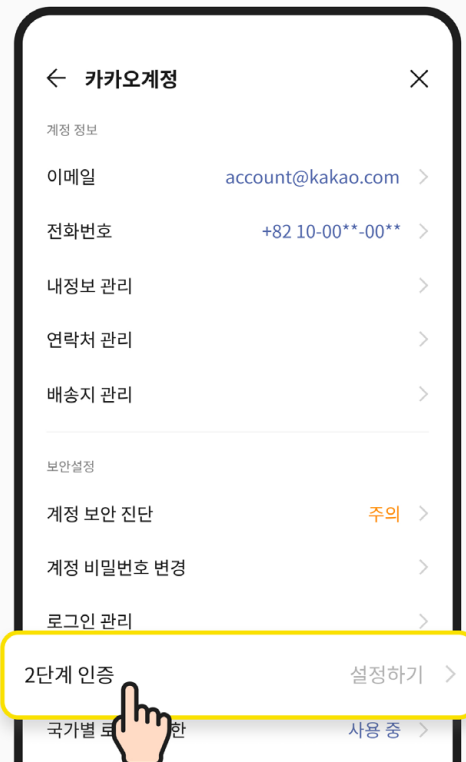 카카오계정
계정 정보
이메일 account@kakao.com
전화번호 +82 10-00**-00**
내정보 관리
연락처 관리
배송지 관리
보안설정
계정 보안 진단 주의
계정 비밀번호 변경
로그인 관리
2단계 인증 설정하기
국가별 한 사용 중